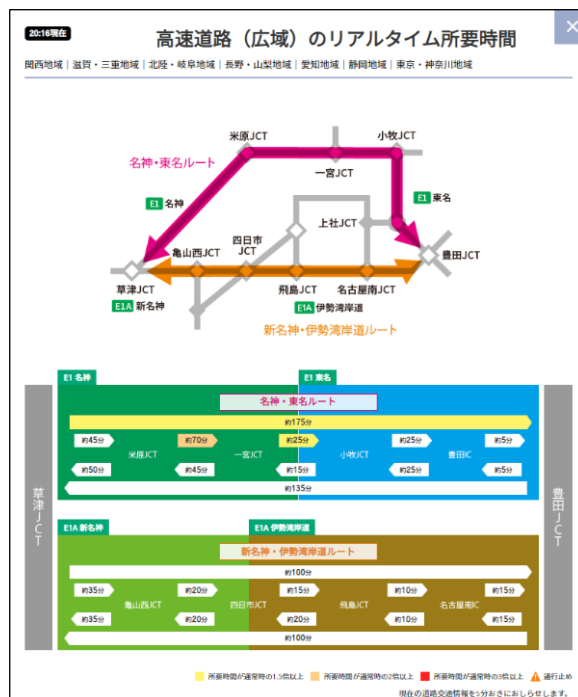 20:16現在
高速道路（広域）のリアルタイム所要時間
×
関西地域｜滋賀・三重地域｜北陸・岐阜地域｜長野・山梨地域｜愛知地域｜静岡地域｜東京・神奈川地域
米原JCT
小牧JCT
名神・東名ルート
一宮JCT
E1 名神
E1 東名
上社JCT
四日市
JCT
亀山西JCT
豊田JCT
草津JCT
飛島JCT
名古屋南JCT
E1A 新名神
E1A 伊勢湾岸道
新名神・伊勢湾岸道ルート
E1 名神
E1 東名
名神・東名ルート
約175分
約45分 約70分 約25分 約25分 約5分
米原JCT 一宮JCT 小牧JCT 豊田IC
約50分 約45分 約15分 約25分 約5分
約135分
草津JCT
豊田JCT
E1A 新名神
E1A 伊勢湾岸道
新名神・伊勢湾岸道ルート
約100分
約35分 約20分 約15分 約10分 約15分
亀山西JCT 四日市JCT 飛島JCT 名古屋南IC
約35分 約20分 約20分 約10分 約15分
約100分
所要時間が通常時の1.5倍以上 所要時間が通常時の2倍以上 所要時間が通常時の3倍以上 通行止め
現在の道路交通情報を5分おきにおしらせします。